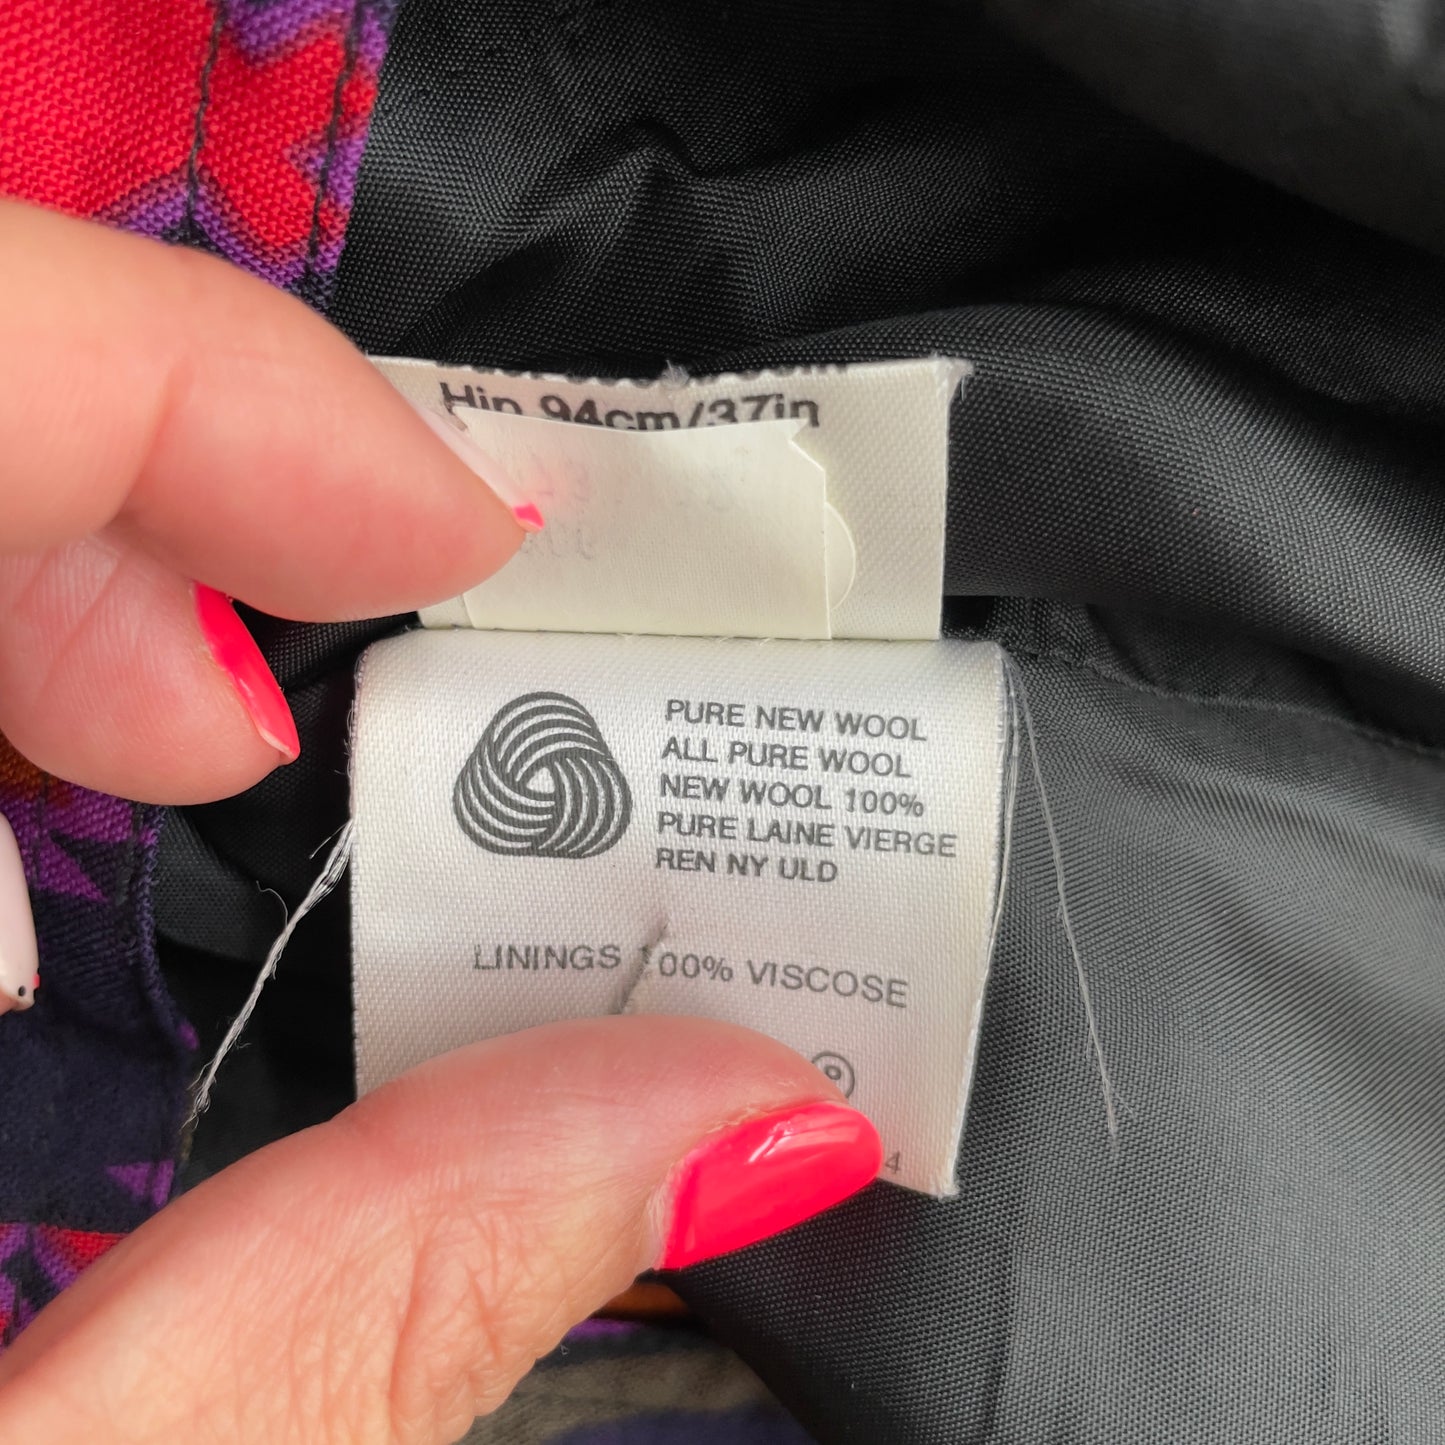 Hip 94cm/37in
PURE NEW WOOL
ALL PURE WOOL
NEW WOOL 100%
PURE LAINE VIERGE
REN NY ULD
LININGS 100% VISCOSE
P
4